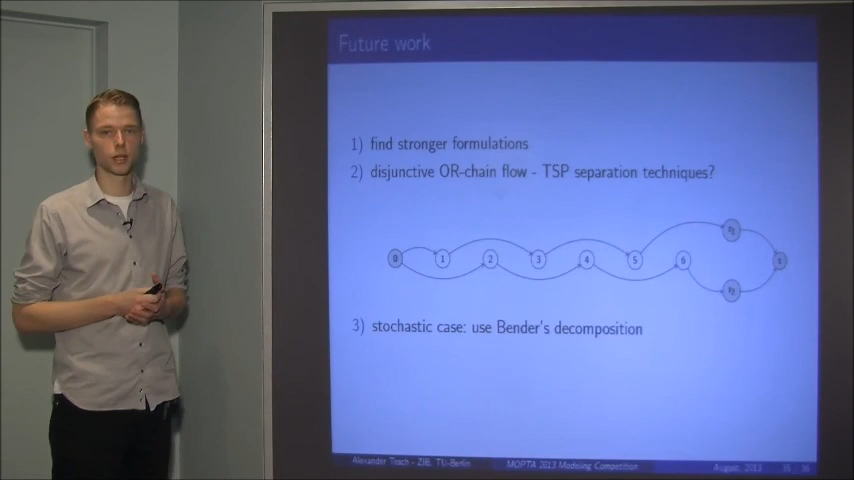 Future work
1) find stronger formulations
2) disjunctive OR-chain flow - TSP separation techniques?
0 1 2 3 4 5 6
3) stochastic case: use Bender's decomposition
Alexander Tesch - ZIB, TU-Berlin MOPTA 2013 Modeling Competition August, 2013